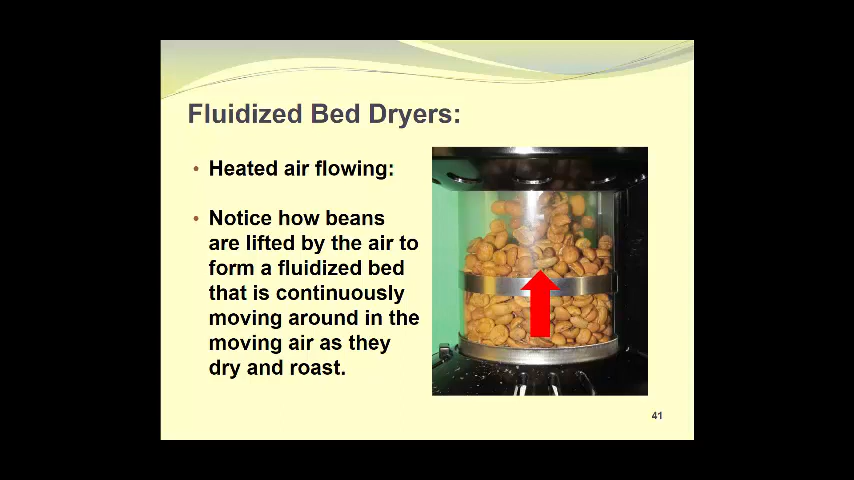 Fluidized Bed Dryers:
• Heated air flowing:
• Notice how beans
are lifted by the air to
form a fluidized bed
that is continuously
moving around in the
moving air as they
dry and roast.
41